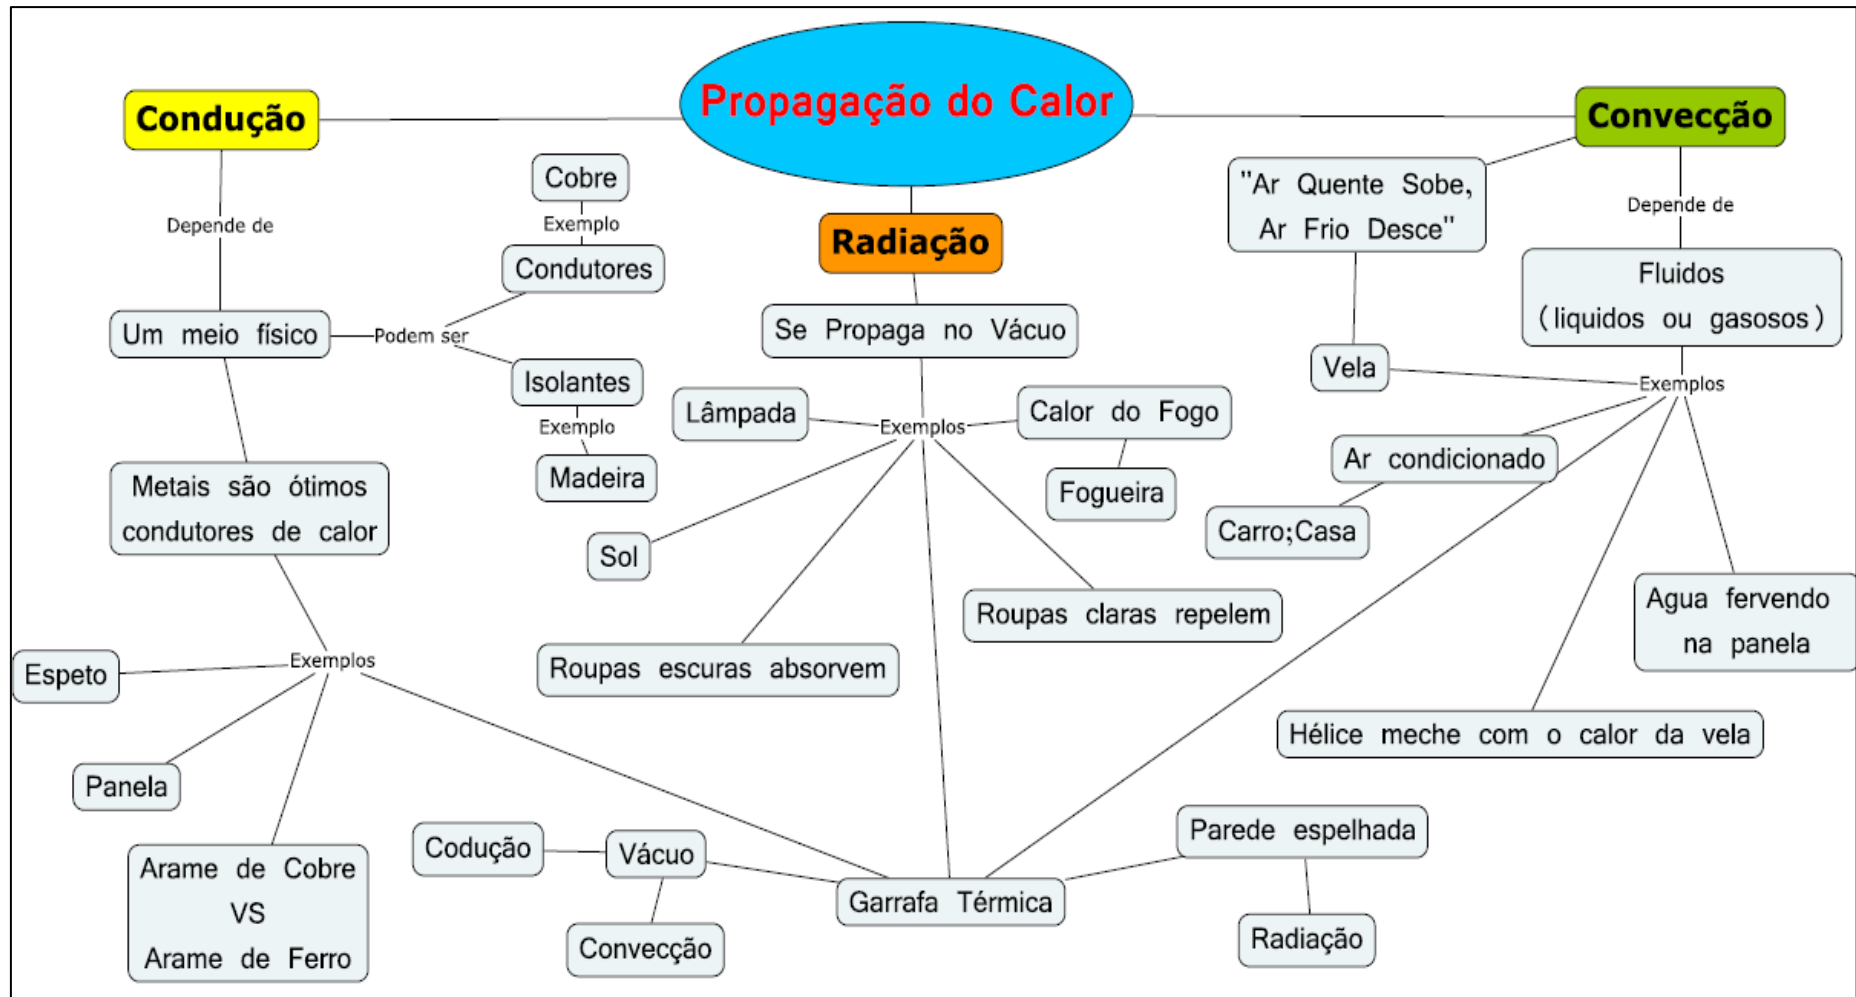 Propagação do Calor
Condução
Convecção
Cobre
"Ar Quente Sobe,
Ar Frio Desce"
Depende de
Exemplo
Depende de
Radiação
Condutores
Fluidos
(liquidos ou gasosos)
Um meio físico
Podem ser
Se Propaga no Vácuo
Isolantes
Vela
Exemplos
Lâmpada
Exemplos
Calor do Fogo
Exemplo
Madeira
Ar condicionado
Metais são ótimos
condutores de calor
Fogueira
Carro;Casa
Sol
Roupas claras repelem
Agua fervendo
na panela
Exemplos
Espeto
Roupas escuras absorvem
Hélice meche com o calor da vela
Panela
Parede espelhada
Codução
Vácuo
Arame de Cobre
VS
Arame de Ferro
Garrafa Térmica
Convecção
Radiação